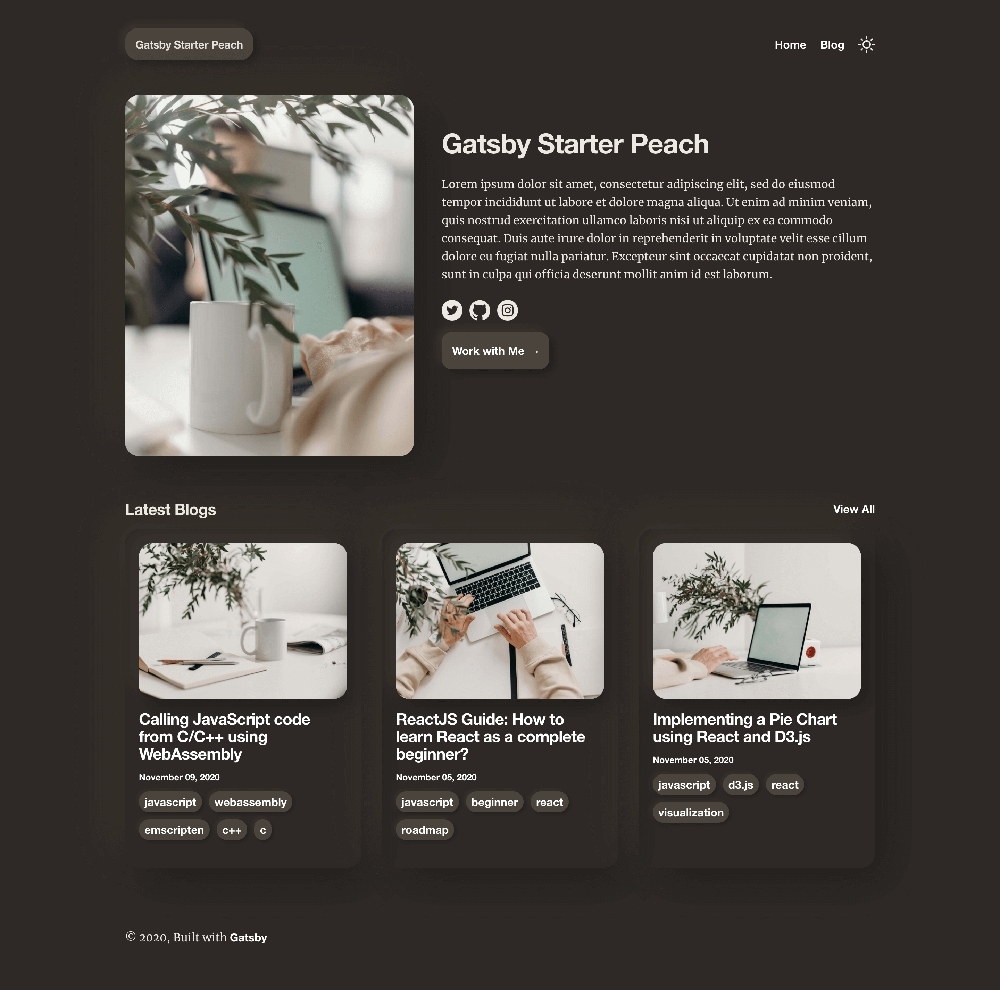 Gatsby Starter Peach
Home Blog
Gatsby Starter Peach
Lorem ipsum dolor sit amet, consectetur adipiscing elit, sed do eiusmod
tempor incididunt ut labore et dolore magna aliqua. Ut enim ad minim veniam,
quis nostrud exercitation ullamco laboris nisi ut aliquip ex ea commodo
consequat. Duis aute irure dolor in reprehenderit in voluptate velit esse cillum
dolore eu fugiat nulla pariatur. Excepteur sint occaecat cupidatat non proident,
sunt in culpa qui officia deserunt mollit anim id est laborum.
Work with Me
Latest Blogs
View All
Calling JavaScript code
from C/C++ using
WebAssembly
November 09, 2020
javascript webassembly
emscripten c++ c
ReactJS Guide: How to
learn React as a complete
beginner?
November 05, 2020
javascript beginner react
roadmap
Implementing a Pie Chart
using React and D3.js
November 05, 2020
javascript d3.js react
visualization
© 2020, Built with Gatsby